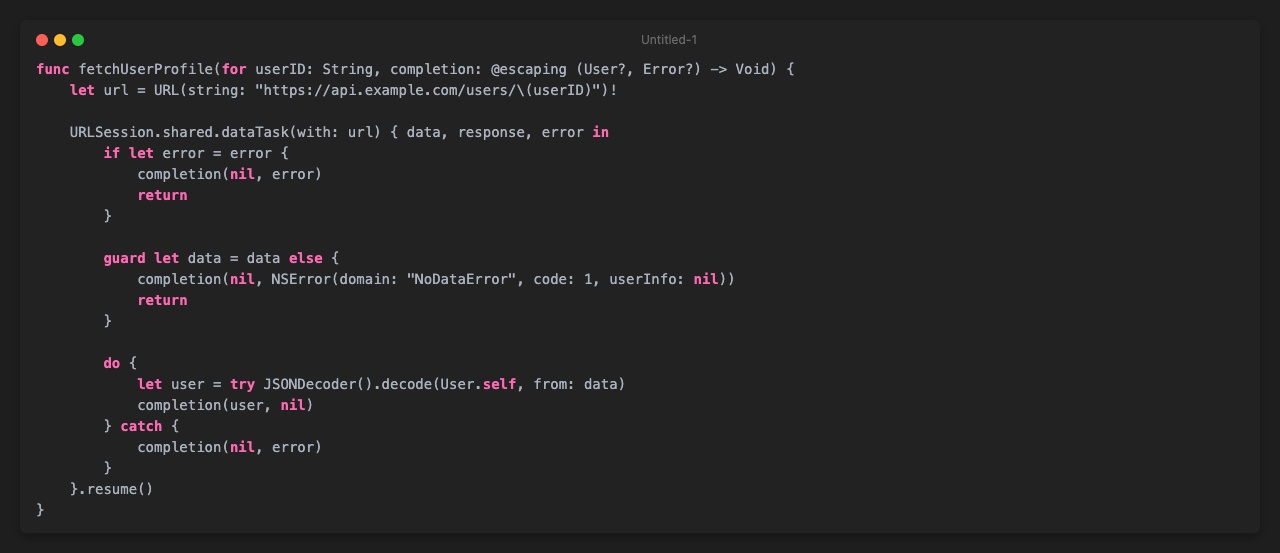 Untitled-1
func fetchUserProfile(for userID: String, completion: @escaping (User?, Error?) -> Void) {
    let url = URL(string: "https://api.example.com/users/\(userID)")!

    URLSession.shared.dataTask(with: url) { data, response, error in
        if let error = error {
            completion(nil, error)
            return
        }

        guard let data = data else {
            completion(nil, NSError(domain: "NoDataError", code: 1, userInfo: nil))
            return
        }

        do {
            let user = try JSONDecoder().decode(User.self, from: data)
            completion(user, nil)
        } catch {
            completion(nil, error)
        }
    }.resume()
}